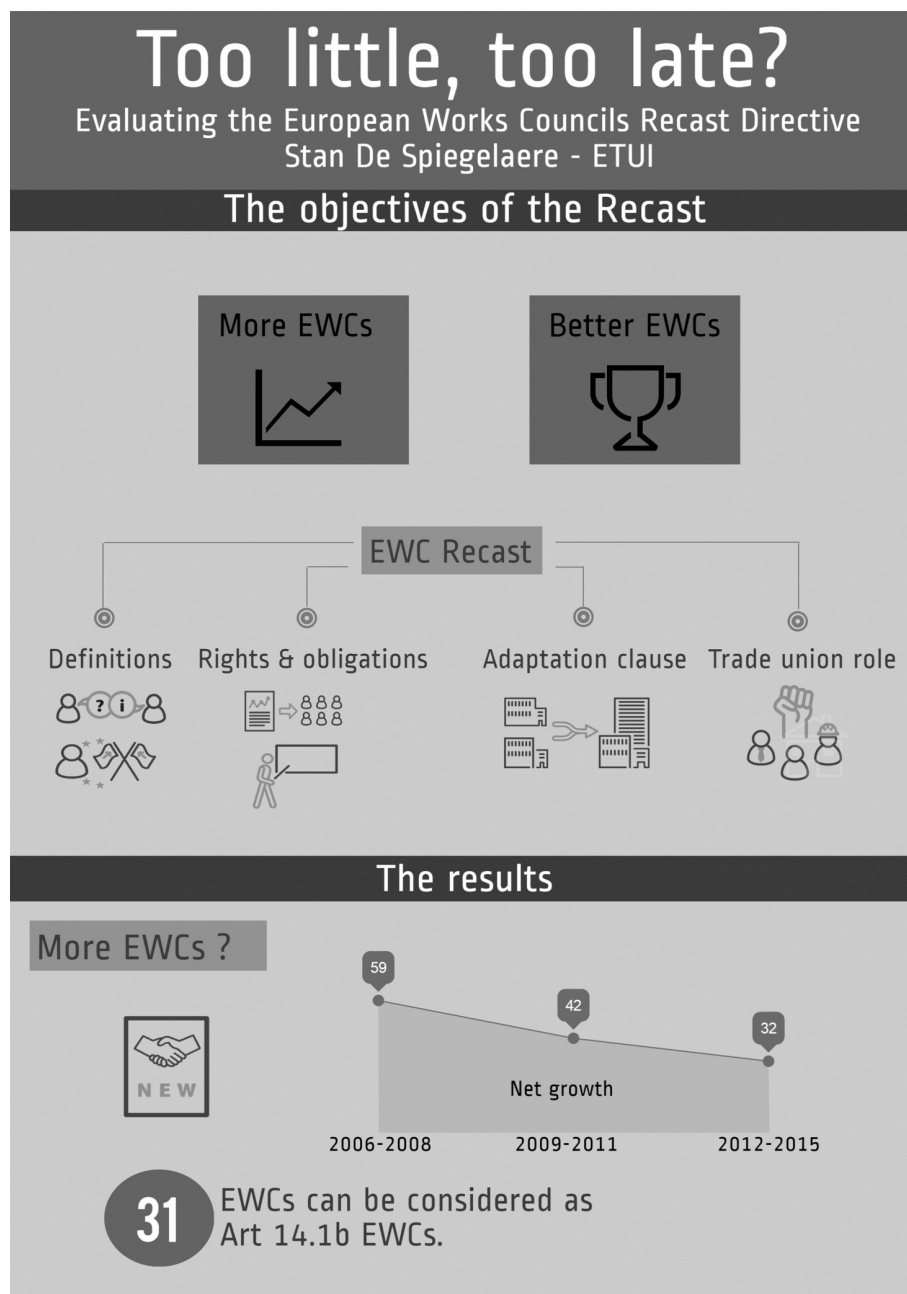 Too little, too late?
Evaluating the European Works Councils Recast Directive
Stan De Spiegelaere - ETUI
The objectives of the Recast
More EWCs
Better EWCs
EWC Recast
Definitions
Rights & obligations
Adaptation clause
Trade union role
? i
The results
More EWCs ?
59
42
32
NEW
Net growth
2006-2008
2009-2011
2012-2015
31
EWCs can be considered as
Art 14.1b EWCs.